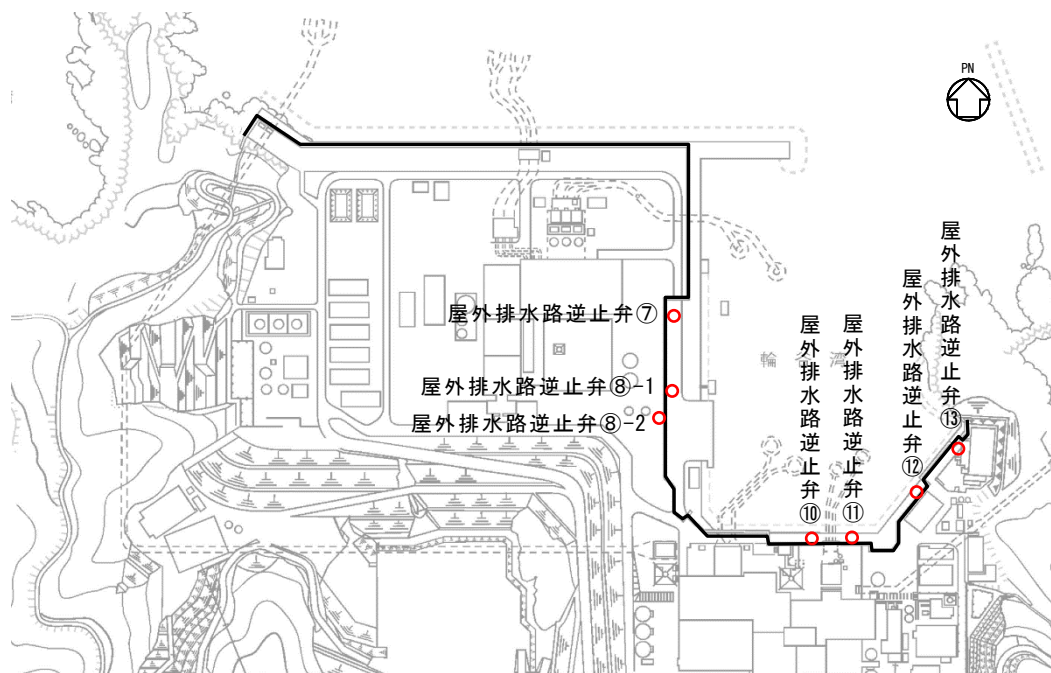 PN
屋外排水路逆止弁⑦
屋外排水路逆止弁⑧-1
屋外排水路逆止弁⑧-2
輪谷湾
屋外排水路逆止弁⑩
屋外排水路逆止弁⑪
屋外排水路逆止弁⑫
屋外排水路逆止弁⑬